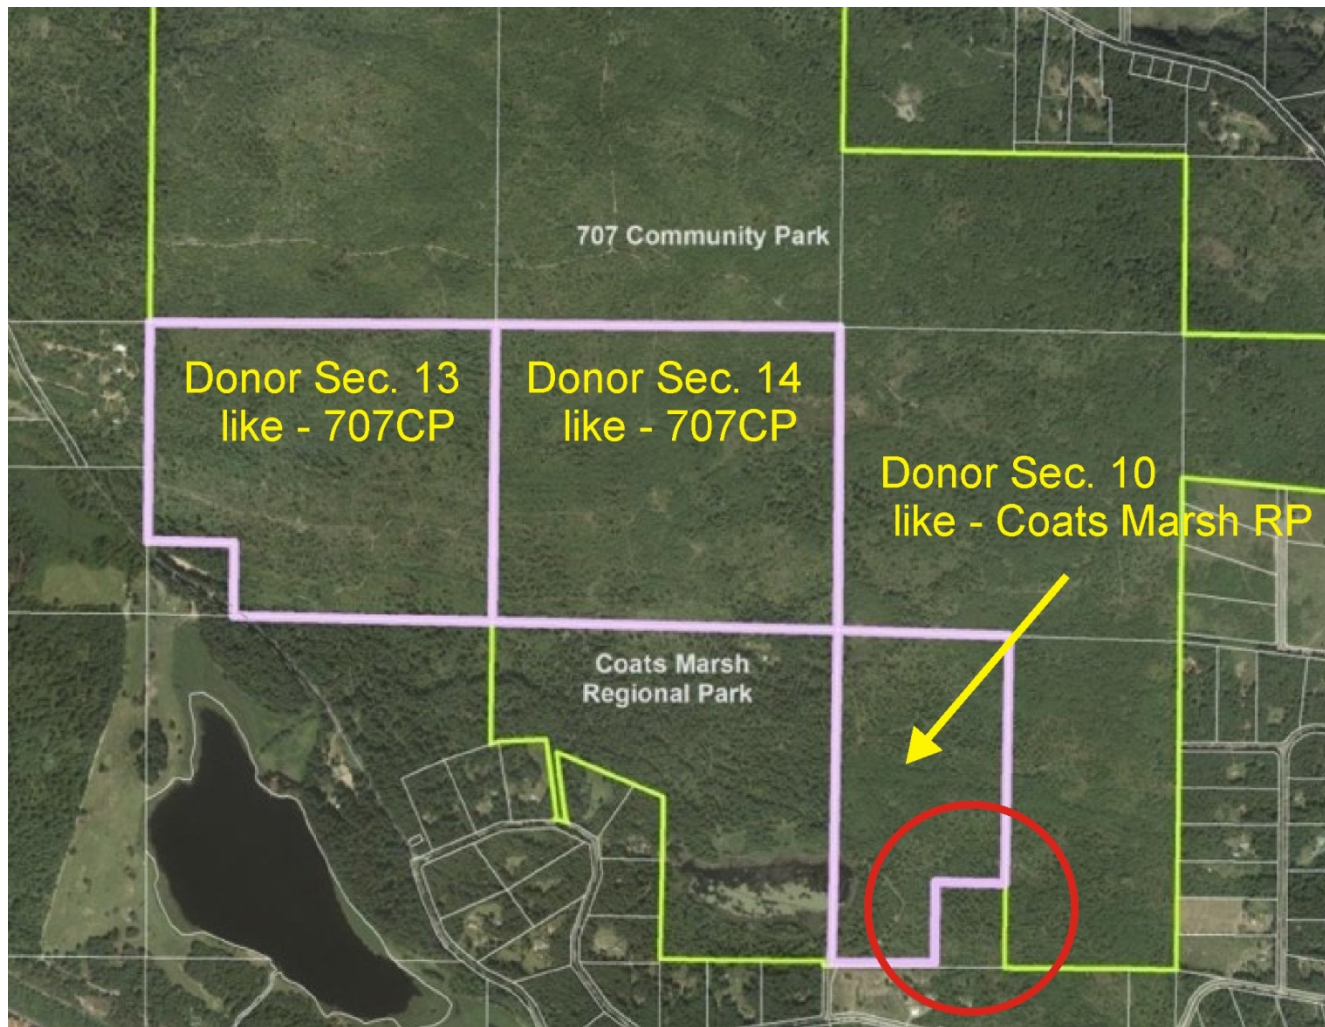 707 Community Park
Donor Sec. 13
like - 707CP
Donor Sec. 14
like - 707CP
Donor Sec. 10
like - Coats Marsh RP
Coats Marsh
Regional Park